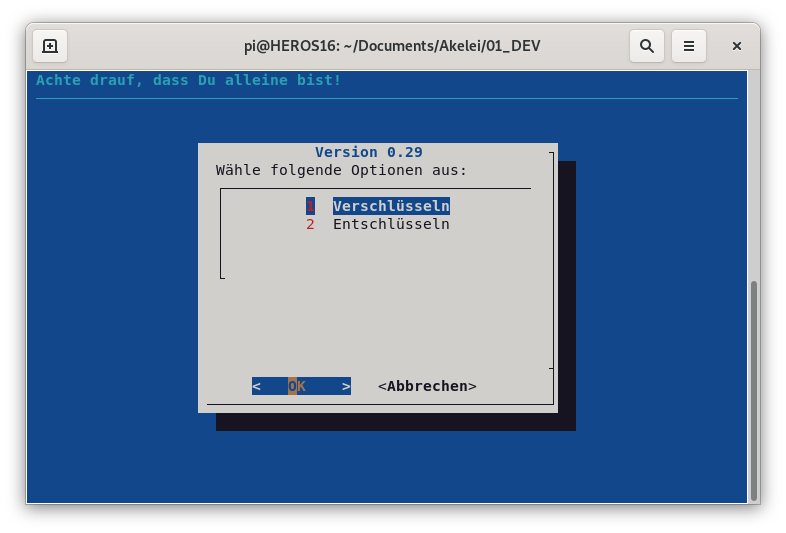 pi@HEROS16: ~/Documents/Akelei/01_DEV
Achte drauf, dass Du alleine bist!
Version 0.29
Wähle folgende Optionen aus:
1 Verschlüsseln
2 Entschlüsseln
< OK > <Abbrechen>